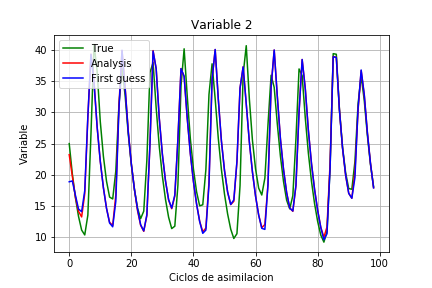 Variable 2
True
Analysis
First guess
40
35
30
25
20
15
10
Variable
0
20
40
60
80
100
Ciclos de asimilacion